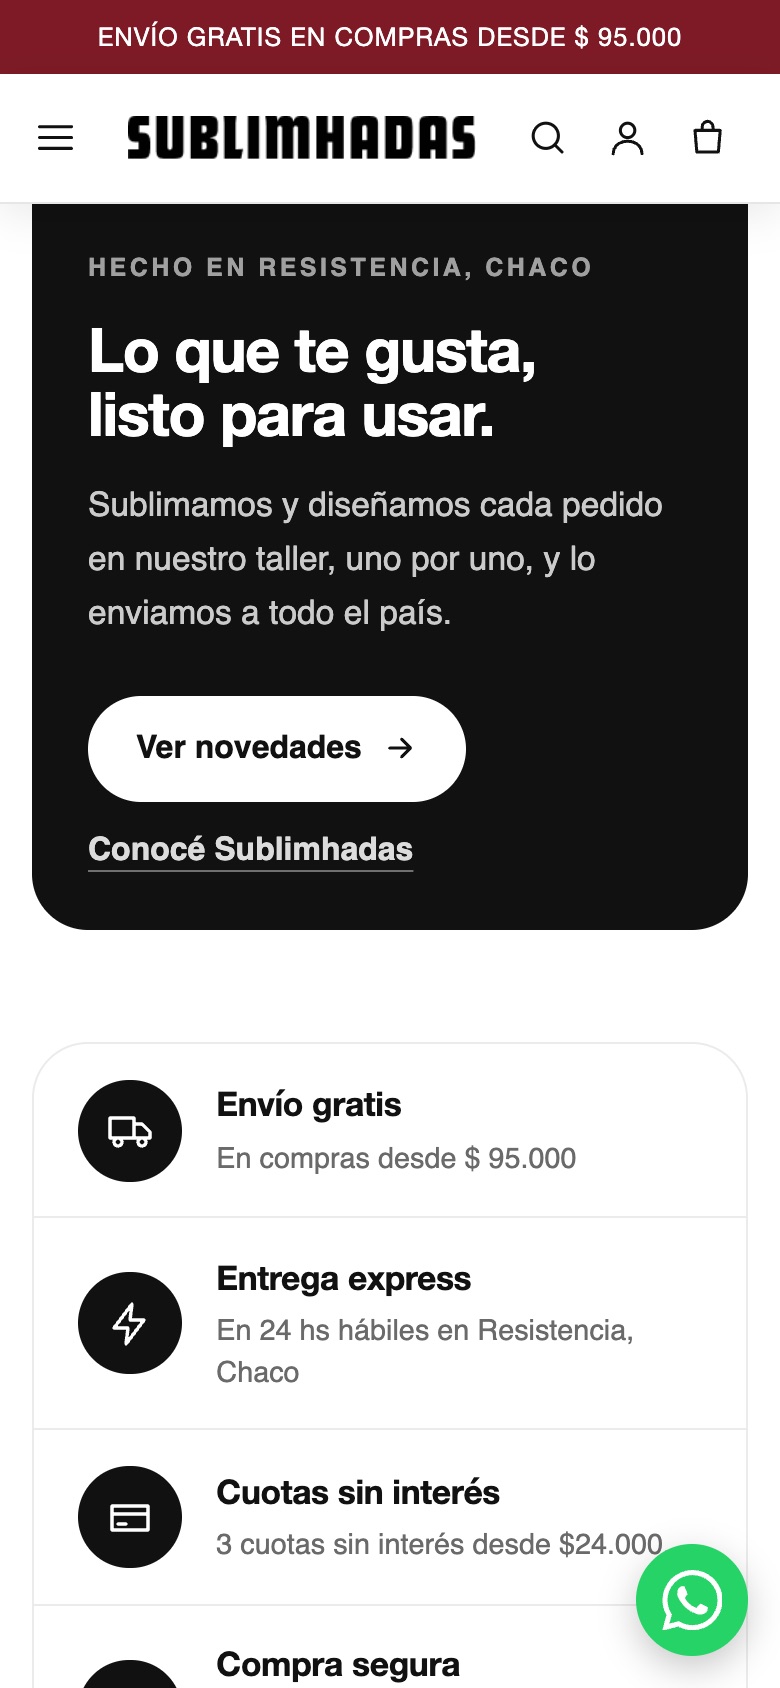 ENVÍO GRATIS EN COMPRAS DESDE $ 95.000
SUBLIMHADAS
HECHO EN RESISTENCIA, CHACO
Lo que te gusta,
listo para usar.
Sublimamos y diseñamos cada pedido
en nuestro taller, uno por uno, y lo
enviamos a todo el país.
Ver novedades →
Conocé Sublimhadas
Envío gratis
En compras desde $ 95.000
Entrega express
En 24 hs hábiles en Resistencia,
Chaco
Cuotas sin interés
3 cuotas sin interés desde $24.000
Compra segura